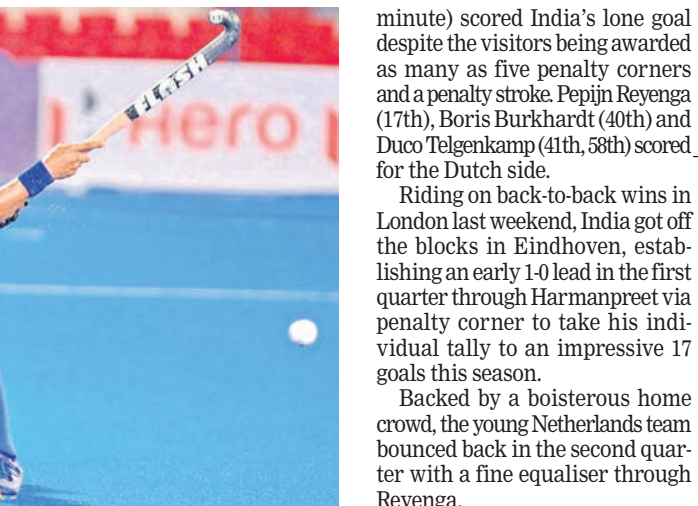 FLASH
Hero
minute) scored India’s lone goal
despite the visitors being awarded
as many as five penalty corners
and a penalty stroke. Pepijn Reyenga
(17th), Boris Burkhardt (40th) and
Duco Telgenkamp (41th, 58th) scored
for the Dutch side.
Riding on back-to-back wins in
London last weekend, India got off
the blocks in Eindhoven, estab-
lishing an early 1-0 lead in the first
quarter through Harmanpreet via
penalty corner to take his indi-
vidual tally to an impressive 17
goals this season.
Backed by a boisterous home
crowd, the young Netherlands team
bounced back in the second quar-
ter with a fine equaliser through
Reyenga.